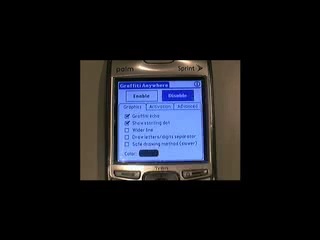 palm Sprint
Graffiti Anywhere
Enable Disable
Graphics Activation Advanced
Graffiti echo
Show starting dot
Wider line
Draw letters/digits separator
Safe drawing method (slower)
Color: